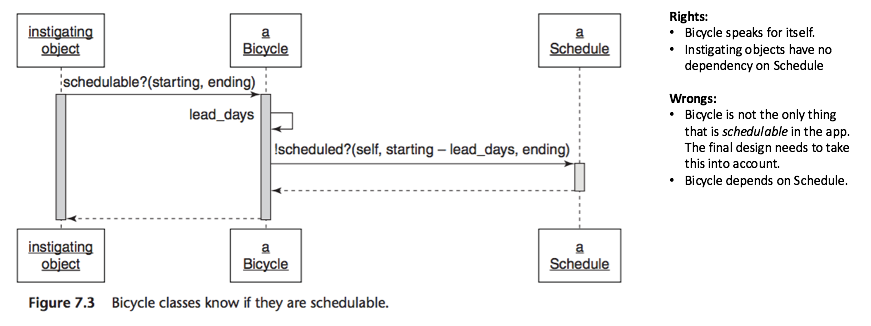 instigating
object
a
Bicycle
a
Schedule
schedulable?(starting, ending)
lead_days
!scheduled?(self, starting – lead_days, ending)
instigating
object
a
Bicycle
a
Schedule
Figure 7.3 Bicycle classes know if they are schedulable.
Rights:
• Bicycle speaks for itself.
• Instigating objects have no
dependency on Schedule
Wrongs:
• Bicycle is not the only thing
that is schedulable in the app.
The final design needs to take
this into account.
• Bicycle depends on Schedule.